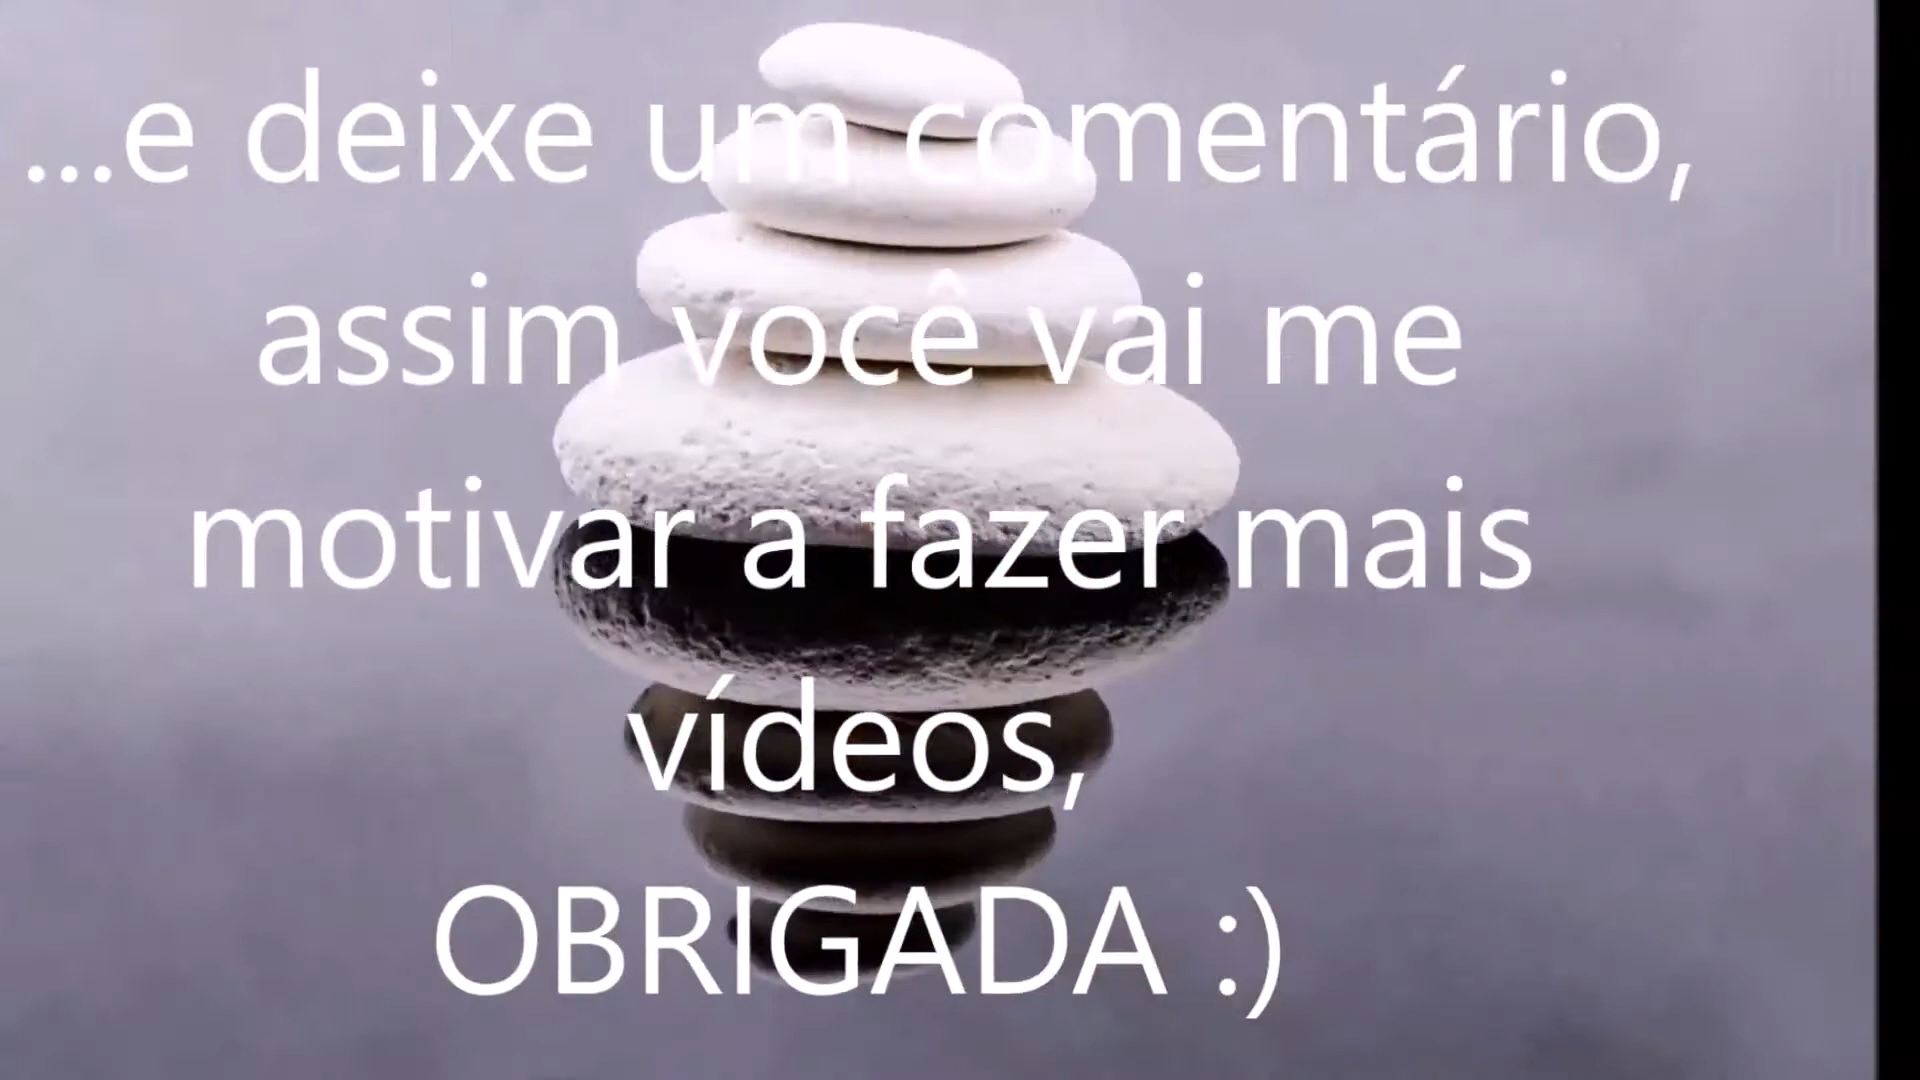 ...e deixe um comentário,
assim você vai me
motivar a fazer mais
vídeos,
OBRIGADA :)